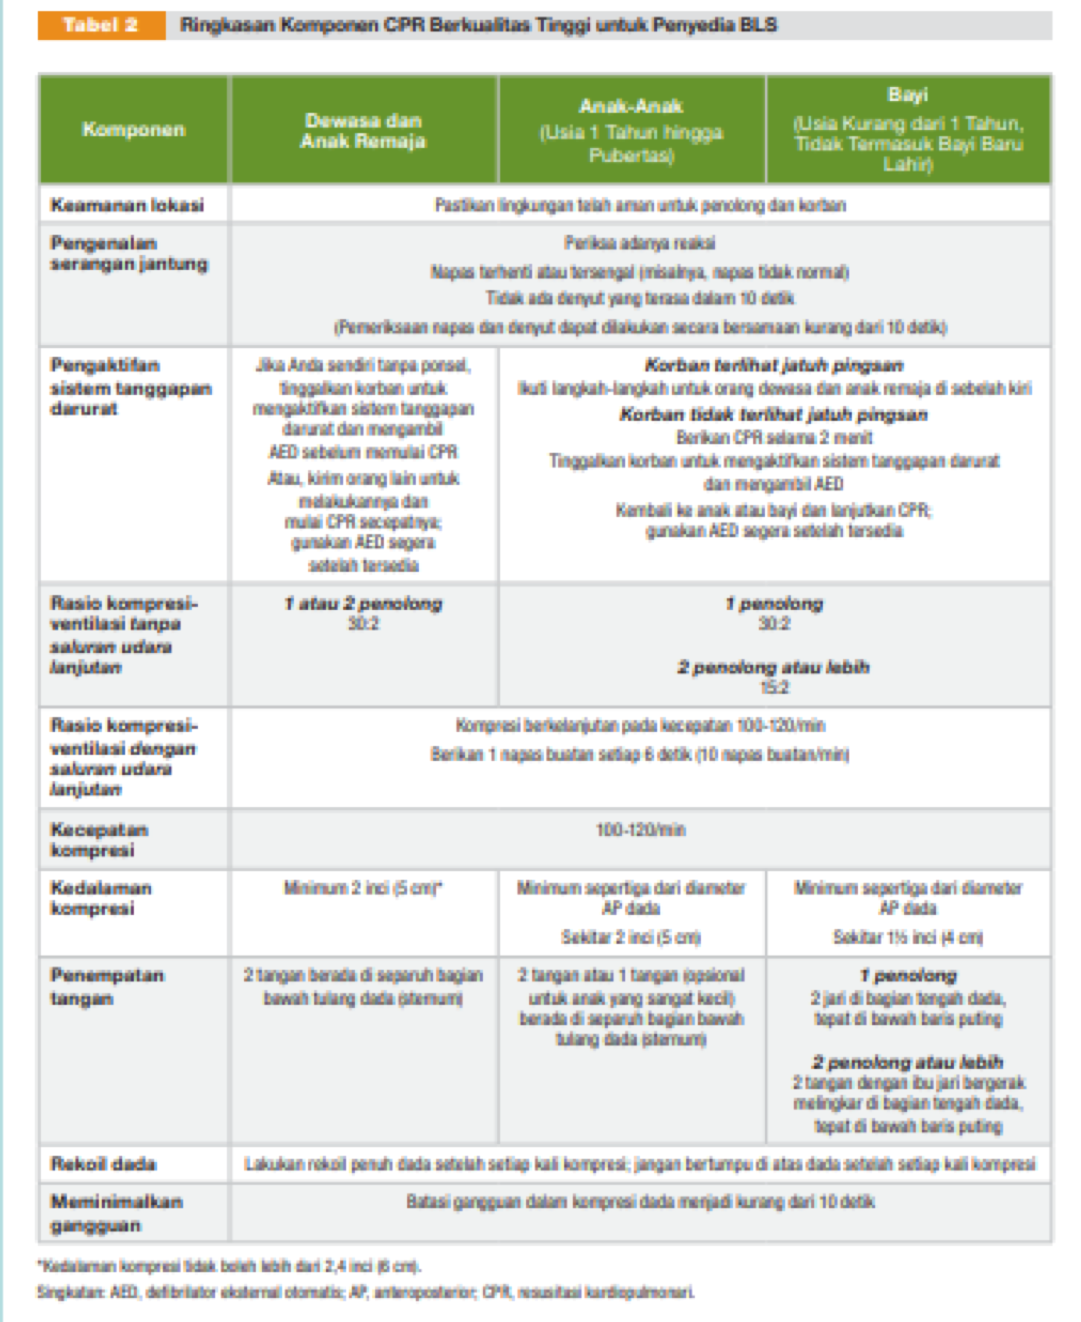 Tabel 2 Ringkasan Komponen CPR Berkualitas Tinggi untuk Penyedia BLS
Komponen
Dewasa dan
Anak Remaja
Anak-Anak
(Usia 1 Tahun hingga
Pubertas)
Bayi
(Usia Kurang dari 1 Tahun,
Tidak Termasuk Bayi Baru
Lahir)
Keamanan lokasi
Pastikan lingkungan telah aman untuk penolong dan korban
Pengenalan
serangan jantung
Periksa adanya reaksi
Napas terhenti atau tersengal (misalnya, napas tidak normal)
Tidak ada denyut yang terasa dalam 10 detik
(Pemeriksaan napas dan denyut dapat dilakukan secara bersamaan kurang dari 10 detik)
Pengaktifan
sistem tanggapan
darurat
Jika Anda sendiri tanpa ponsel,
tinggalkan korban untuk
mengaktifkan sistem tanggapan
darurat dan mengambil
AED sebelum memulai CPR
Atau, kirim orang lain untuk
melakukannya dan
mulai CPR secepatnya;
gunakan AED segera
setelah tersedia
Korban terlihat jatuh pingsan
Ikuti langkah-langkah untuk orang dewasa dan anak remaja di sebelah kiri
Korban tidak terlihat jatuh pingsan
Berikan CPR selama 2 menit
Tinggalkan korban untuk mengaktifkan sistem tanggapan darurat
dan mengambil AED
Kembali ke anak atau bayi dan lanjutkan CPR;
gunakan AED segera setelah tersedia
Rasio kompresi-
ventilasi tanpa
saluran udara
lanjutan
1 atau 2 penolong
30:2
1 penolong
30:2
2 penolong atau lebih
15:2
Rasio kompresi-
ventilasi dengan
saluran udara
lanjutan
Kompresi berkelanjutan pada kecepatan 100-120/min
Berikan 1 napas buatan setiap 6 detik (10 napas buatan/min)
Kecepatan
kompresi
100-120/min
Kedalaman
kompresi
Minimum 2 inci (5 cm)*
Minimum sepertiga dari diameter
AP dada
Sekitar 2 inci (5 cm)
Minimum sepertiga dari diameter
AP dada
Sekitar 1½ inci (4 cm)
Penempatan
tangan
2 tangan berada di separuh bagian
bawah tulang dada (sternum)
2 tangan atau 1 tangan (opsional
untuk anak yang sangat kecil)
berada di separuh bagian bawah
tulang dada (sternum)
1 penolong
2 jari di bagian tengah dada,
tepat di bawah baris puting
2 penolong atau lebih
2 tangan dengan ibu jari bergerak
melingkar di bagian tengah dada,
tepat di bawah baris puting
Rekoil dada
Lakukan rekoil penuh dada setelah setiap kali kompresi; jangan bertumpu di atas dada setelah setiap kali kompresi
Meminimalkan
gangguan
Batasi gangguan dalam kompresi dada menjadi kurang dari 10 detik
*Kedalaman kompresi tidak boleh lebih dari 2,4 inci (6 cm).
Singkatan: AED, defibrilator eksternal otomatis; AP, anteroposterior; CPR, resusitasi kardiopulmonari.